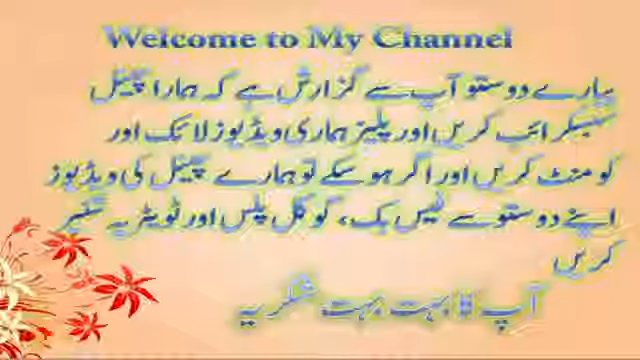 Welcome to My Channel
پیارے دوستو آپ سے گزارش ہے کہ ہمارا چینل
سبسکرائب کریں اور پلیز ہماری ویڈیوز لائک اور
کومنٹ کریں اور اگر ہو سکے تو ہمارے چینل کی ویڈیوز
اپنے دوستو سے فیس بک، گوگل پلس اور ٹویٹر پہ شئیر
کریں
آپ کا بہت بہت شکریہ